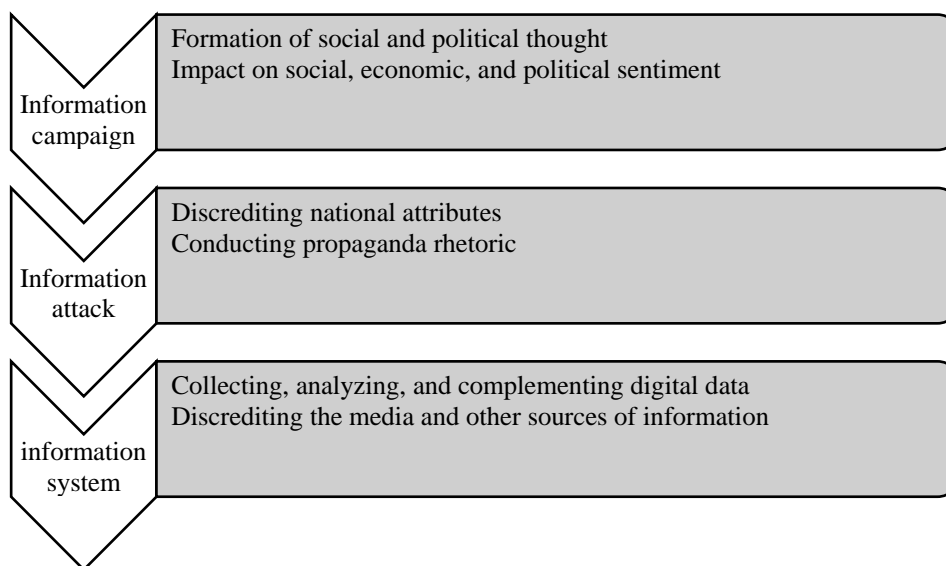 Information
campaign
Formation of social and political thought
Impact on social, economic, and political sentiment
Information
attack
Discrediting national attributes
Conducting propaganda rhetoric
information
system
Collecting, analyzing, and complementing digital data
Discrediting the media and other sources of information